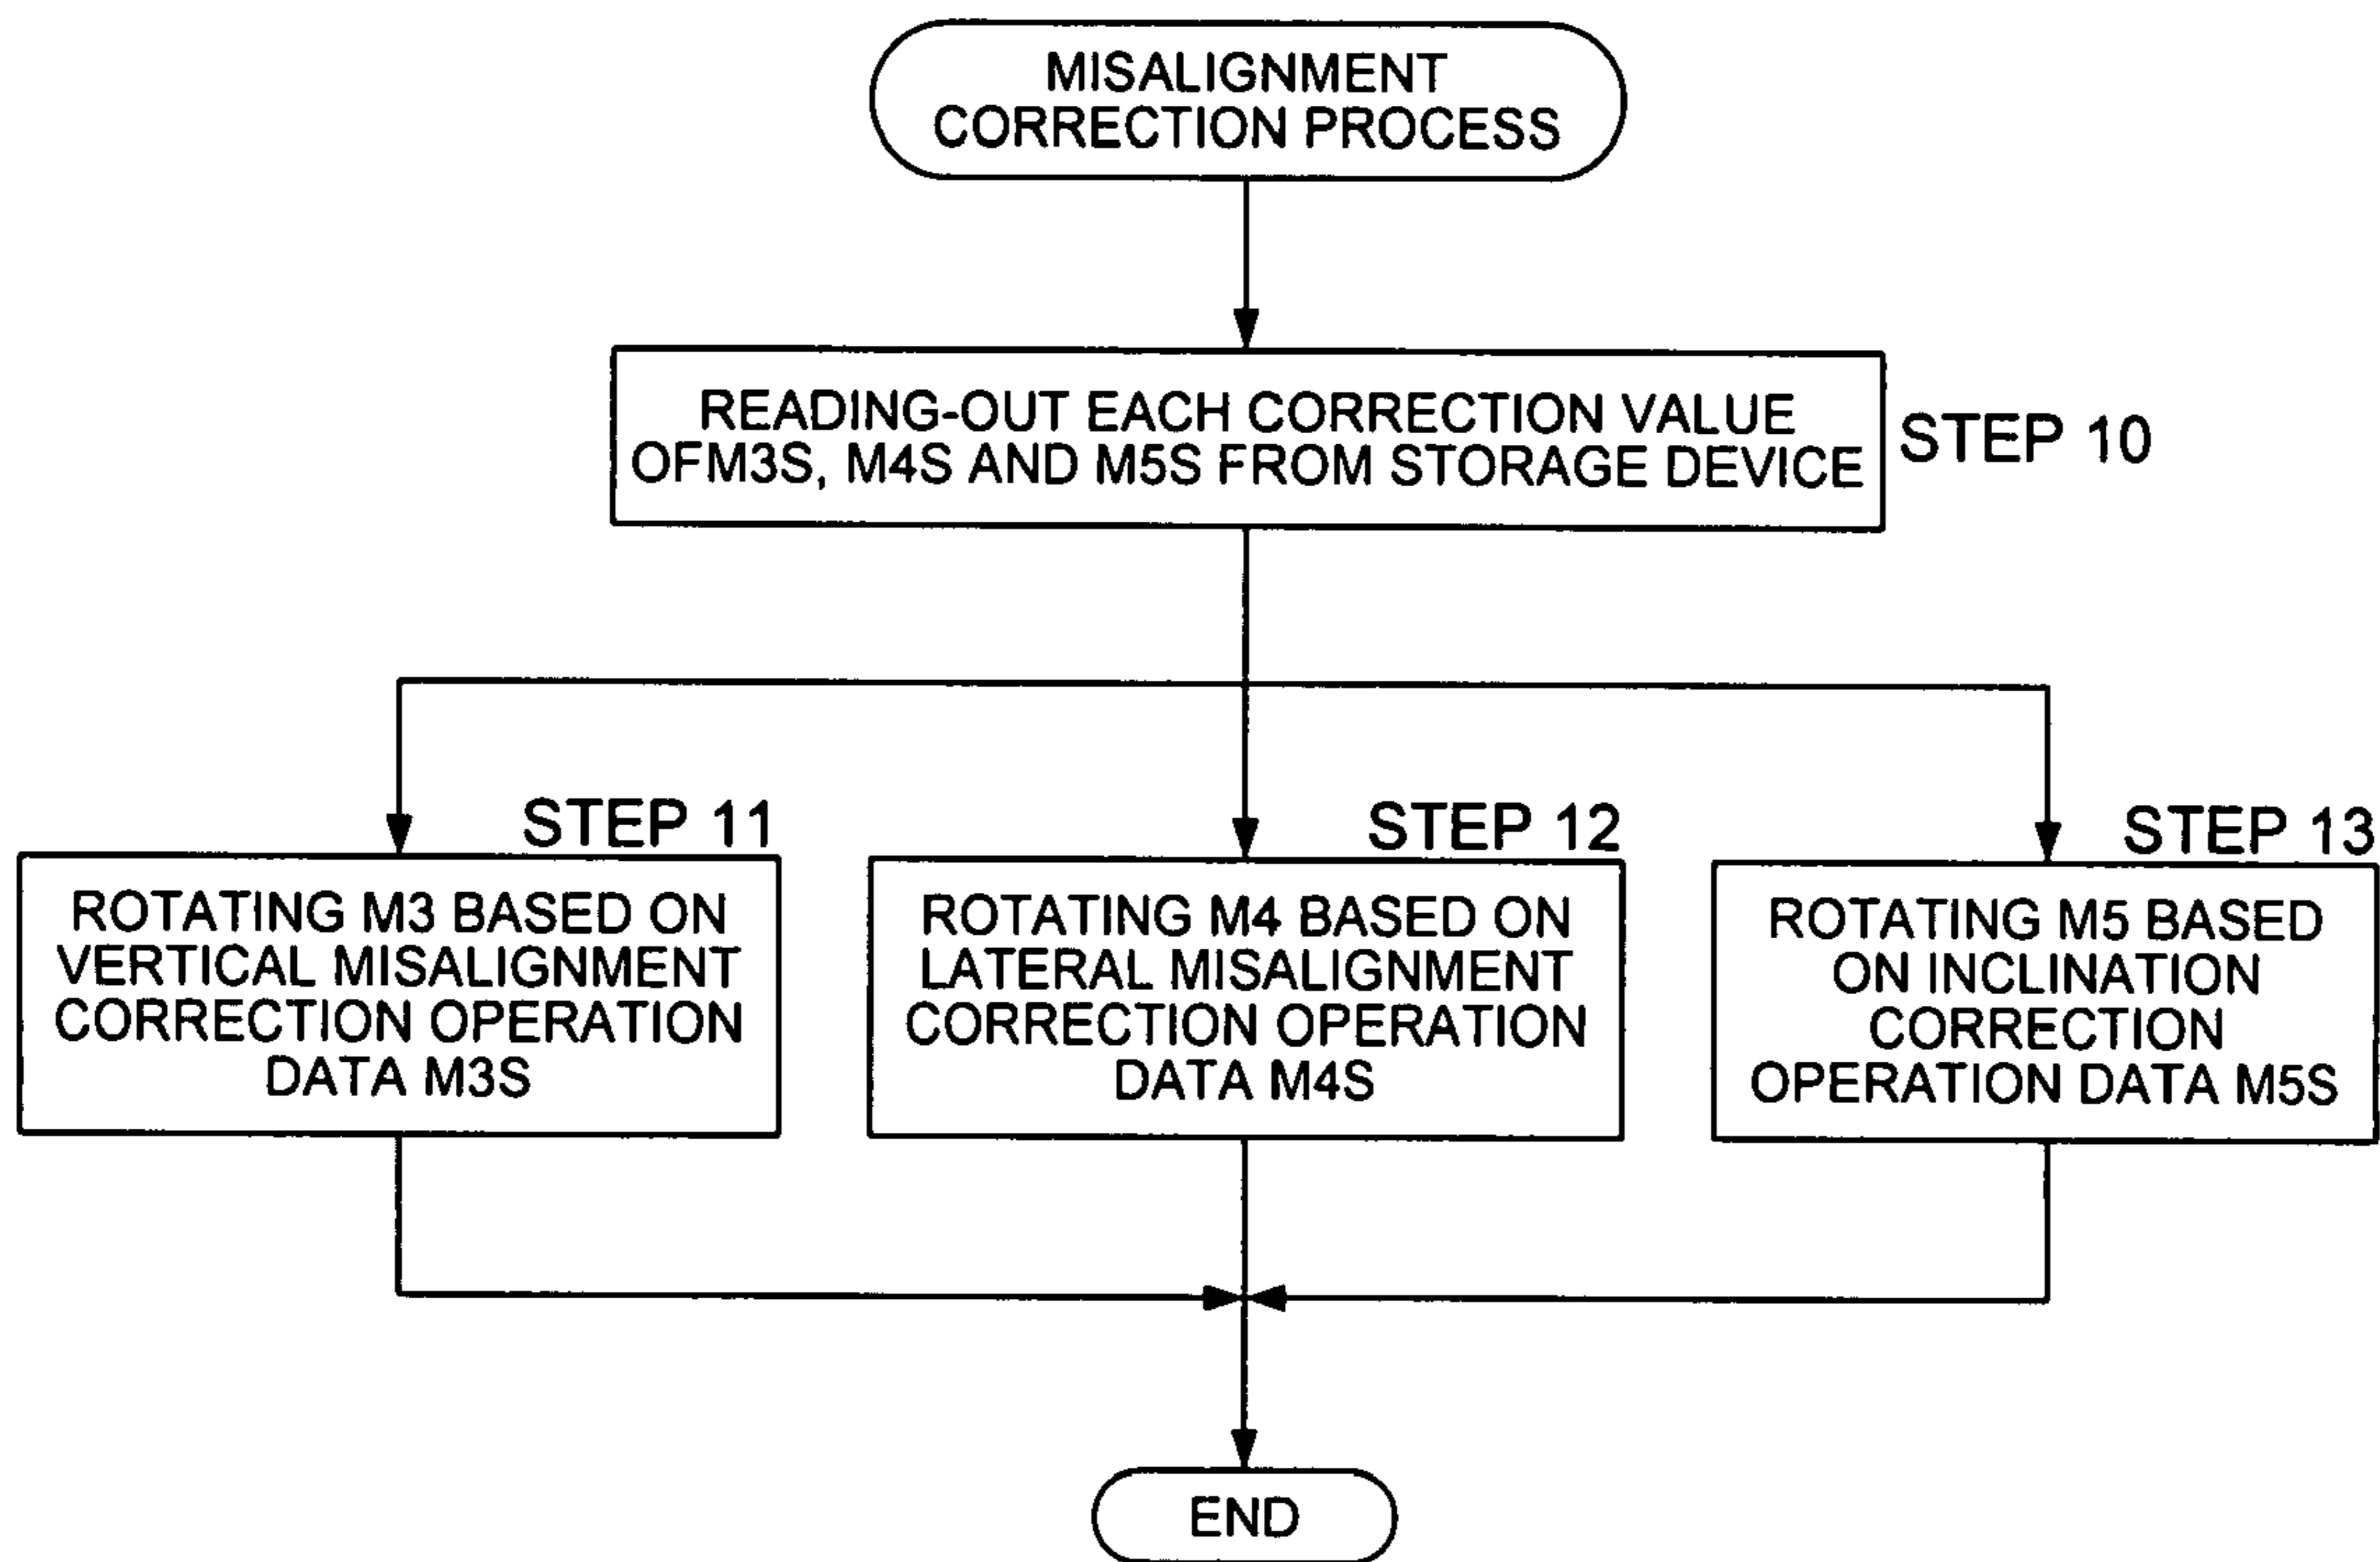 MISALIGNMENT
CORRECTION PROCESS
READING-OUT EACH CORRECTION VALUE
OFM3S, M4S AND M5S FROM STORAGE DEVICE
STEP 10
STEP 11
ROTATING M3 BASED ON
VERTICAL MISALIGNMENT
CORRECTION OPERATION
DATA M3S
STEP 12
ROTATING M4 BASED ON
LATERAL MISALIGNMENT
CORRECTION OPERATION
DATA M4S
STEP 13
ROTATING M5 BASED
ON INCLINATION
CORRECTION
OPERATION DATA M5S
END